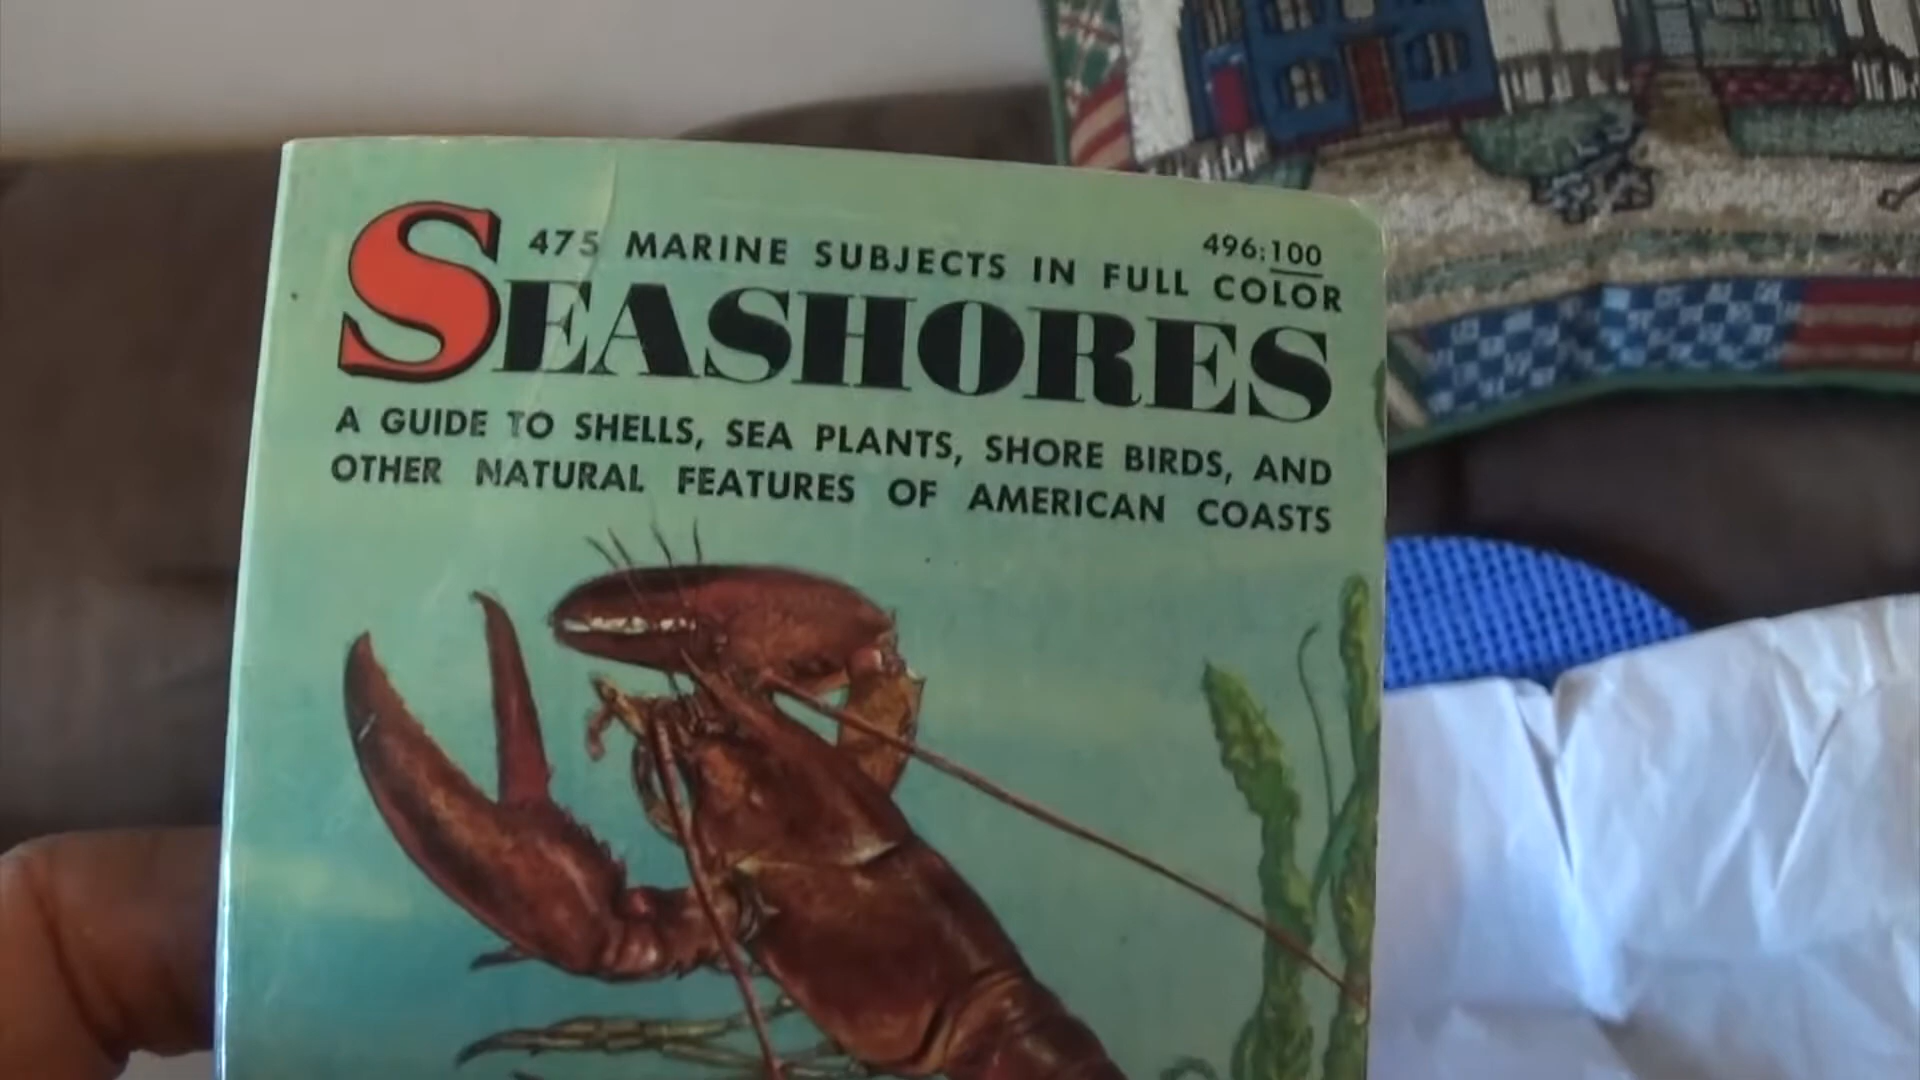 496:100
475 MARINE SUBJECTS IN FULL COLOR
SEASHORES
A GUIDE TO SHELLS, SEA PLANTS, SHORE BIRDS, AND
OTHER NATURAL FEATURES OF AMERICAN COASTS